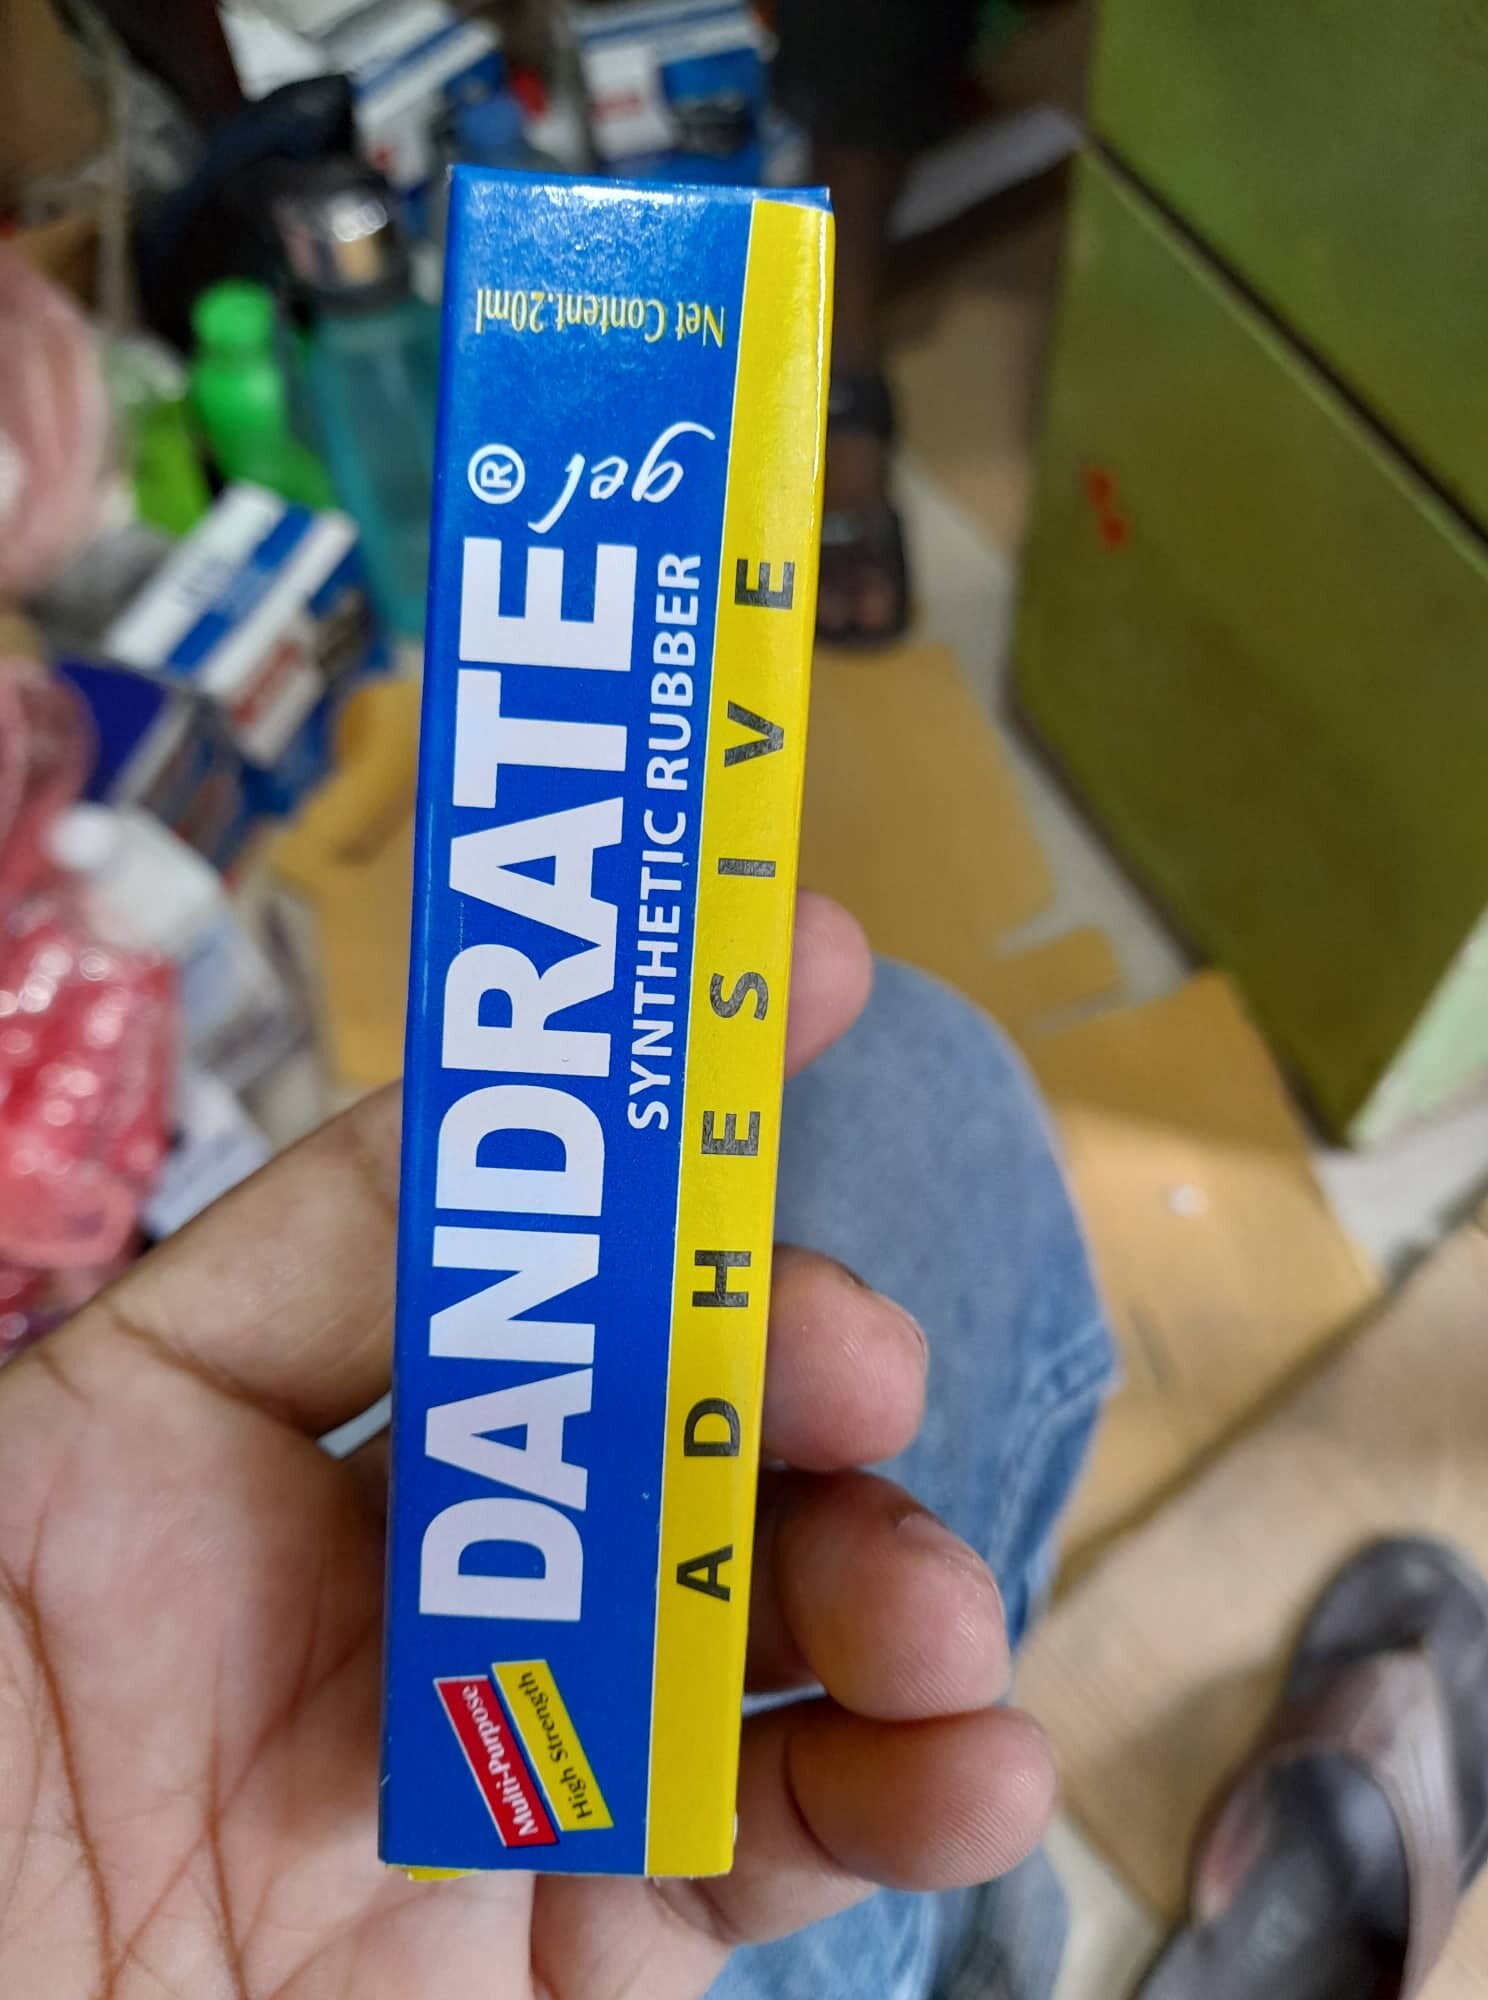 Multi-Purpose
High Strength
DANDRATE®
gel
SYNTHETIC RUBBER
Net Content.20ml
ADHESIVE